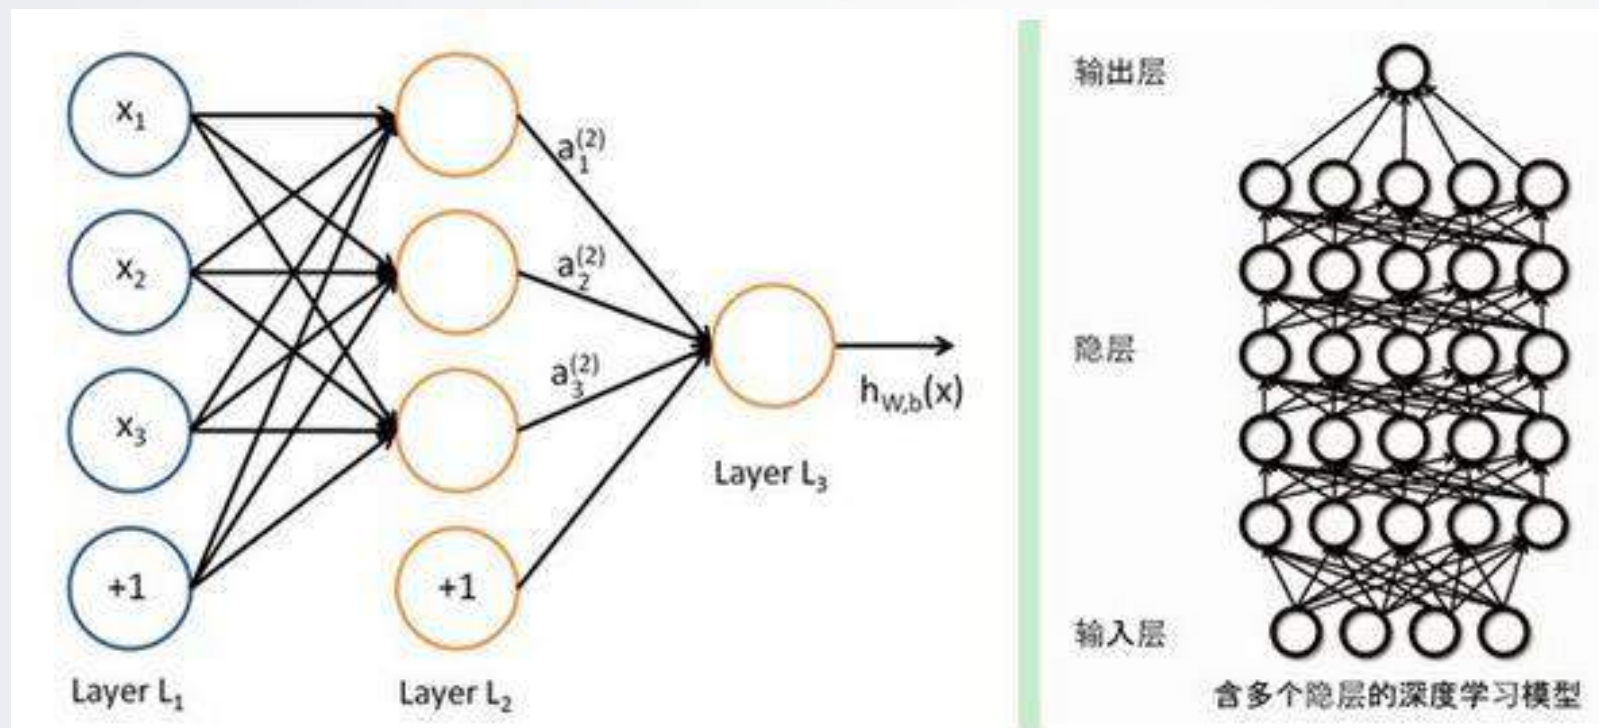 x₁
x₂
x₃
+1
Layer L₁
+1
Layer L₂
a₁⁽²⁾
a₂⁽²⁾
a₃⁽²⁾
Layer L₃
h_W,b(x)
输出层
隐层
输入层
含多个隐层的深度学习模型